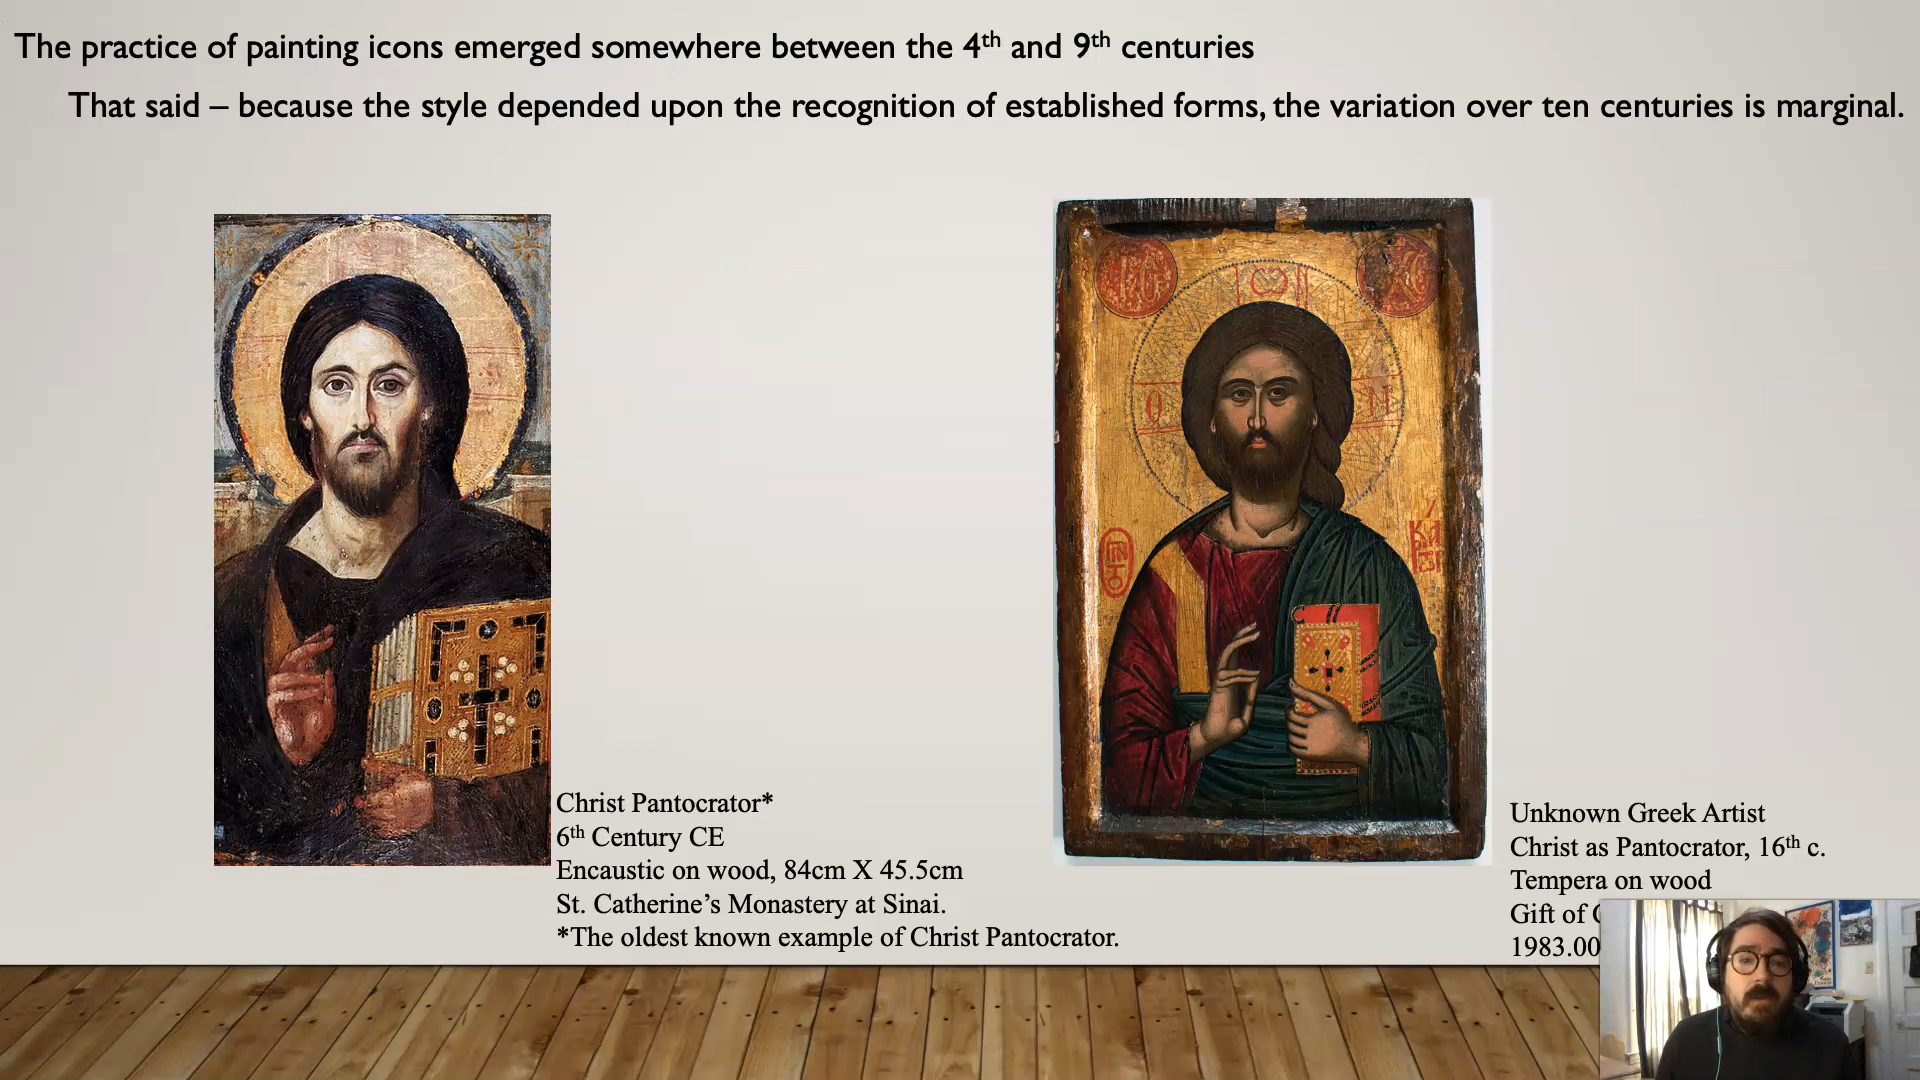 The practice of painting icons emerged somewhere between the 4th and 9th centuries
That said – because the style depended upon the recognition of established forms, the variation over ten centuries is marginal.
Ο
Ν
Christ Pantocrator*
6th Century CE
Encaustic on wood, 84cm X 45.5cm
St. Catherine’s Monastery at Sinai.
*The oldest known example of Christ Pantocrator.
Unknown Greek Artist
Christ as Pantocrator, 16th c.
Tempera on wood
Gift of
1983.00